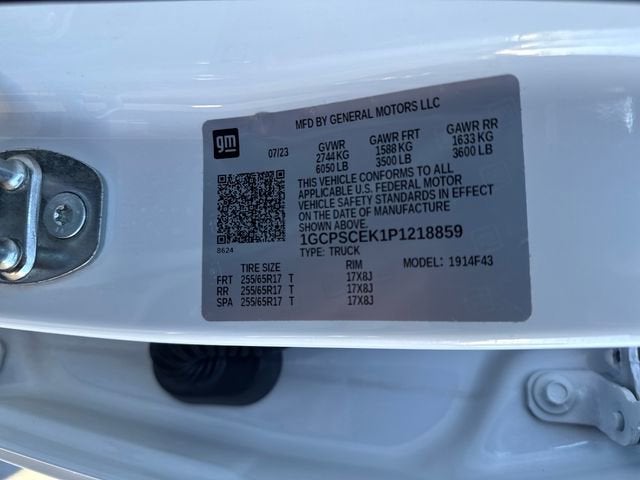 MFD BY GENERAL MOTORS LLC
gm
07/23
GVWR GAWR FRT GAWR RR
2744 KG 1588 KG 1633 KG
6050 LB 3500 LB 3600 LB
THIS VEHICLE CONFORMS TO ALL
APPLICABLE U.S. FEDERAL MOTOR
VEHICLE SAFETY STANDARDS IN EFFECT
ON THE DATE OF MANUFACTURE
SHOWN ABOVE.
1GCPSCEK1P1218859
8624
TYPE: TRUCK MODEL: 1914F43
TIRE SIZE RIM
FRT 255/65R17 T 17X8J
RR 255/65R17 T 17X8J
SPA 255/65R17 T 17X8J